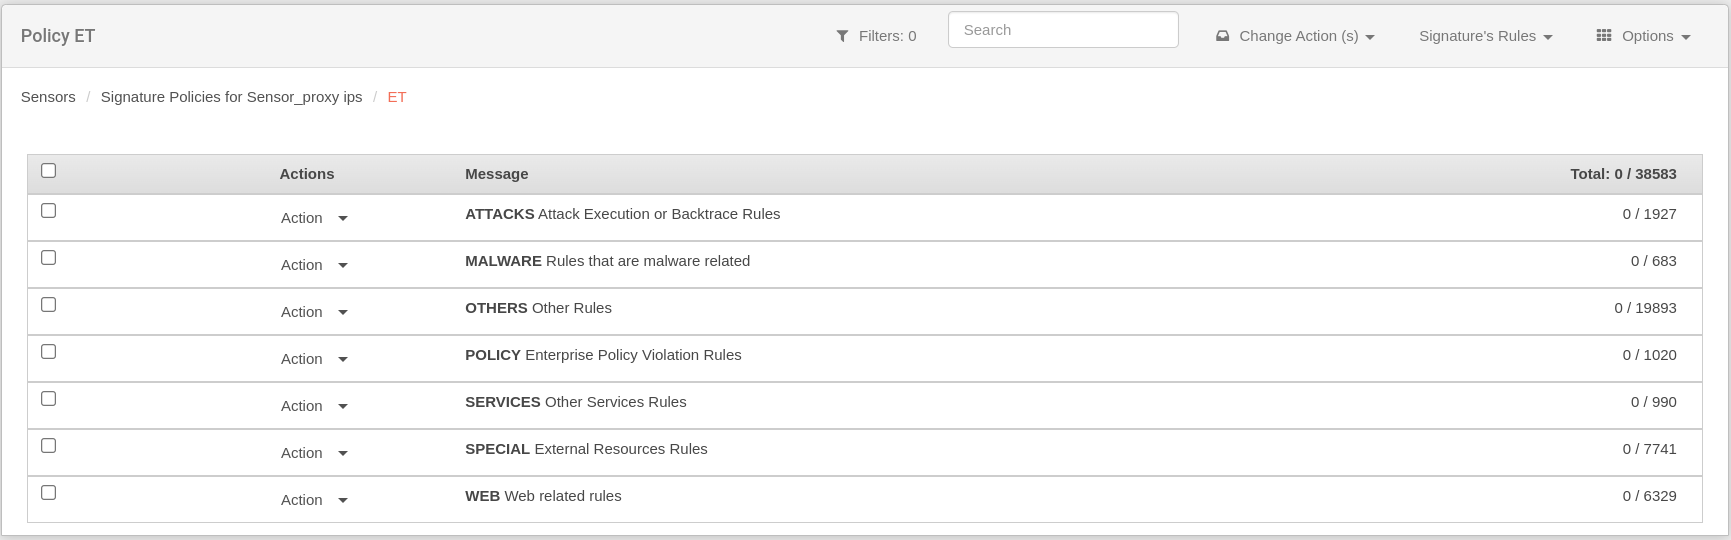 Policy ET Filters: 0 Search Change Action (s) Signature's Rules Options
Sensors / Signature Policies for Sensor_proxy ips / ET
Actions Message Total: 0 / 38583
Action ATTACKS Attack Execution or Backtrace Rules 0 / 1927
Action MALWARE Rules that are malware related 0 / 683
Action OTHERS Other Rules 0 / 19893
Action POLICY Enterprise Policy Violation Rules 0 / 1020
Action SERVICES Other Services Rules 0 / 990
Action SPECIAL External Resources Rules 0 / 7741
Action WEB Web related rules 0 / 6329